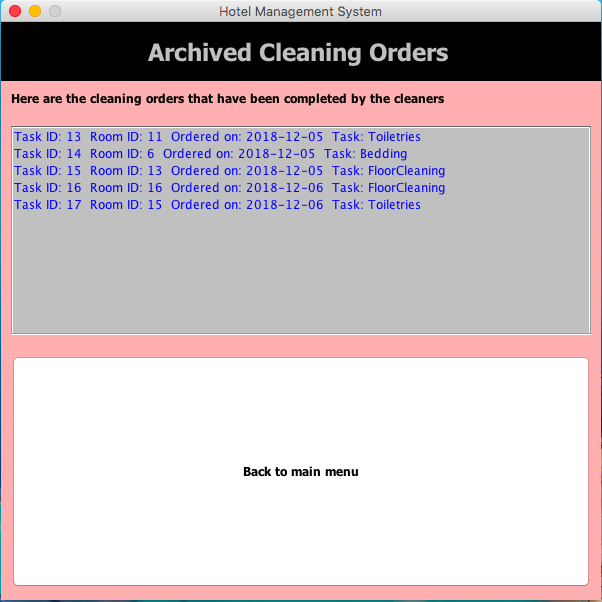 Hotel Management System
Archived Cleaning Orders
Here are the cleaning orders that have been completed by the cleaners
Task ID: 13  Room ID: 11  Ordered on: 2018-12-05  Task: Toiletries
Task ID: 14  Room ID: 6  Ordered on: 2018-12-05  Task: Bedding
Task ID: 15  Room ID: 13  Ordered on: 2018-12-05  Task: FloorCleaning
Task ID: 16  Room ID: 16  Ordered on: 2018-12-06  Task: FloorCleaning
Task ID: 17  Room ID: 15  Ordered on: 2018-12-06  Task: Toiletries
Back to main menu